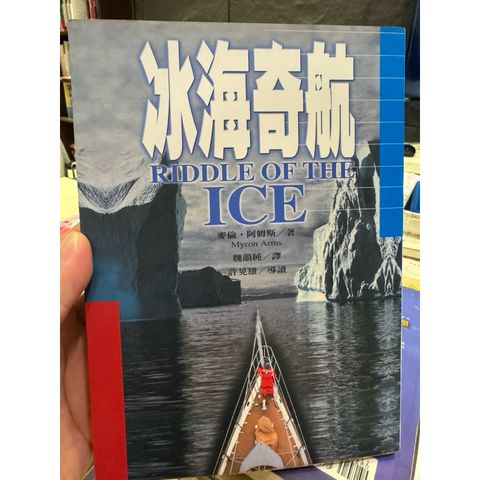 冰海奇航
RIDDLE OF THE
ICE
麥倫・阿姆斯／著
Myron Arms
魏韻純／譯
許晃雄／導讀